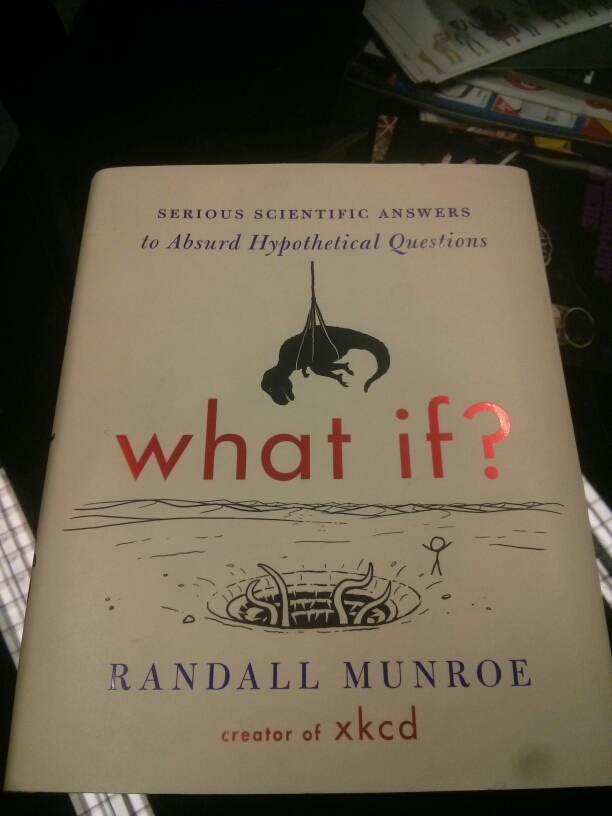 SERIOUS SCIENTIFIC ANSWERS
to Absurd Hypothetical Questions
what if?
RANDALL MUNROE
creator of xkcd